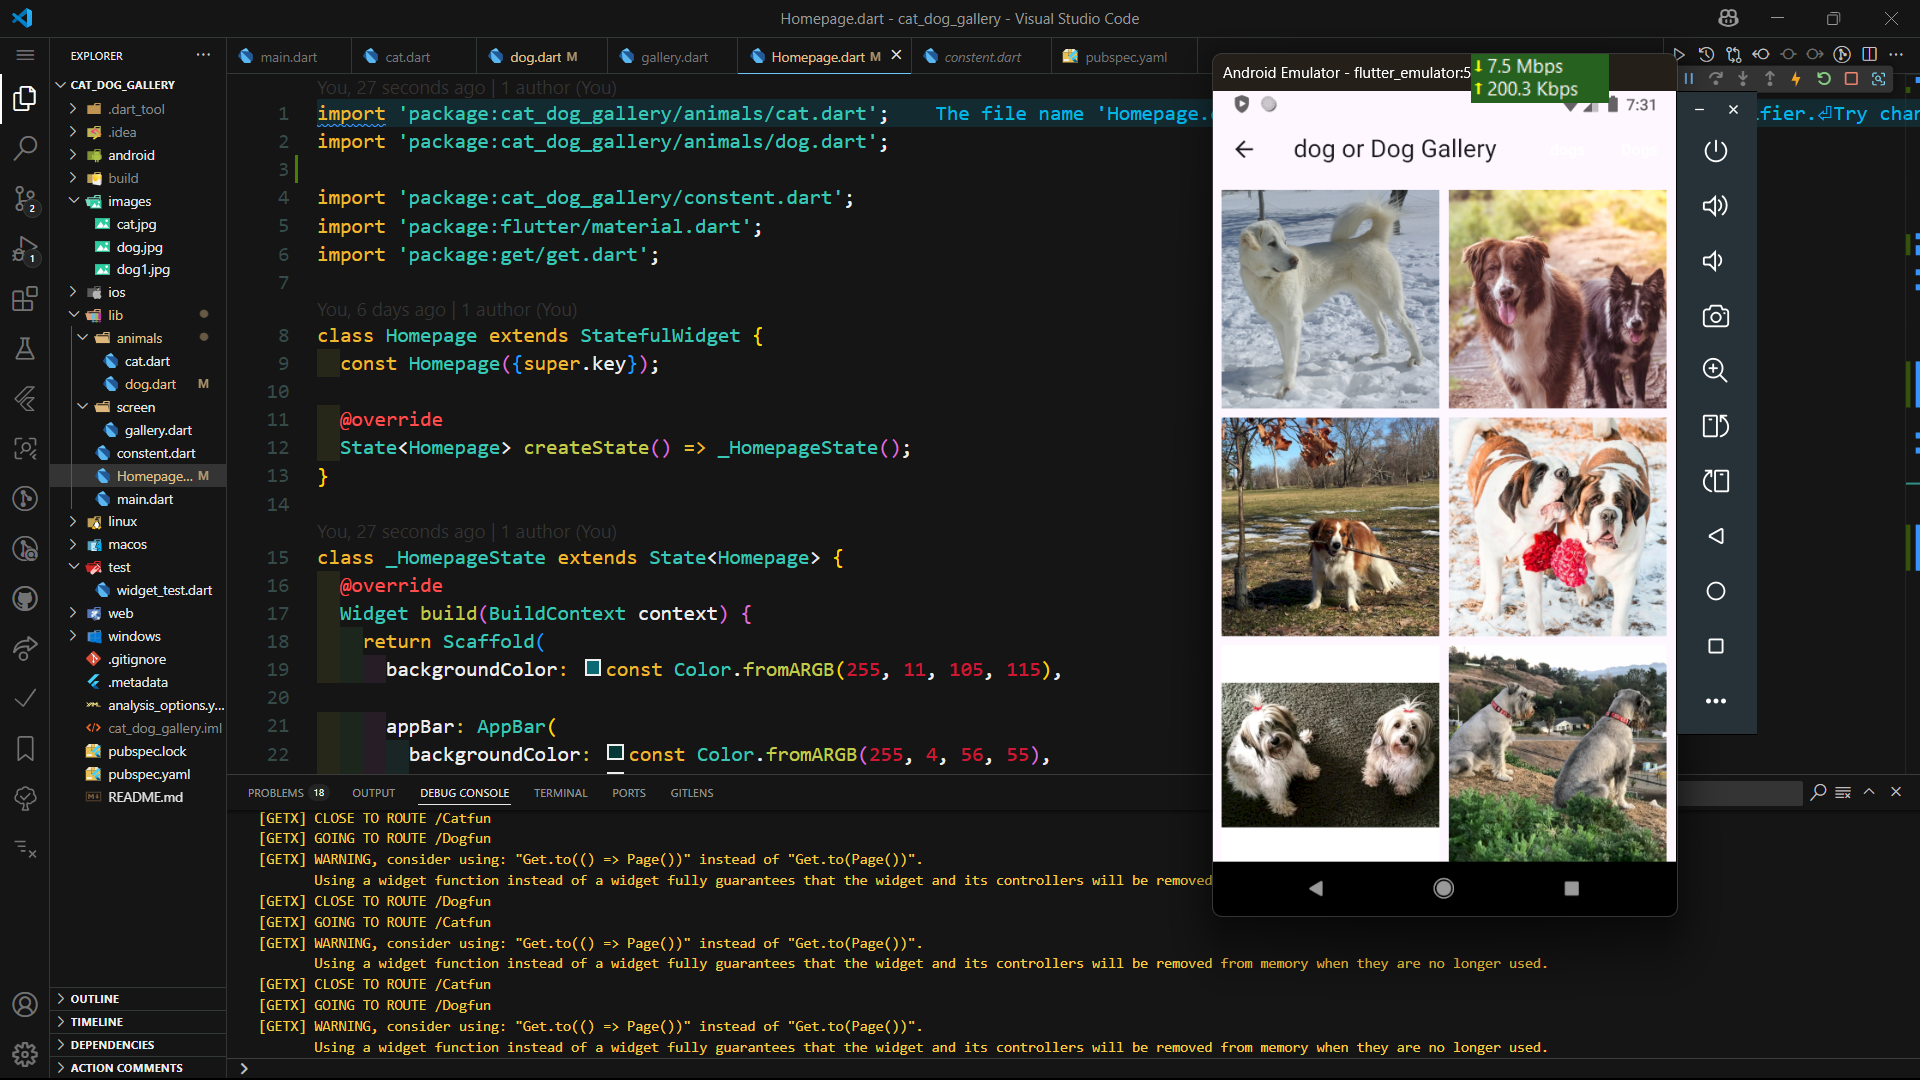 Homepage.dart - cat_dog_gallery - Visual Studio Code
EXPLORER
CAT_DOG_GALLERY
.dart_tool
.idea
android
build
images
cat.jpg
dog.jpg
dog1.jpg
ios
lib
animals
cat.dart
dog.dart M
screen
gallery.dart
constent.dart
Homepage... M
main.dart
linux
macos
test
widget_test.dart
web
windows
.gitignore
.metadata
analysis_options.y...
cat_dog_gallery.iml
pubspec.lock
pubspec.yaml
README.md
OUTLINE
TIMELINE
DEPENDENCIES
ACTION COMMENTS
2
1
main.dart
cat.dart
dog.dart M
gallery.dart
Homepage.dart M
constent.dart
pubspec.yaml
You, 27 seconds ago | 1 author (You)
1 import 'package:cat_dog_gallery/animals/cat.dart'; The file name 'Homepage.
2 import 'package:cat_dog_gallery/animals/dog.dart';
3
4 import 'package:cat_dog_gallery/constent.dart';
5 import 'package:flutter/material.dart';
6 import 'package:get/get.dart';
7
You, 6 days ago | 1 author (You)
8 class Homepage extends StatefulWidget {
9 const Homepage({super.key});
10
11 @override
12 State<Homepage> createState() => _HomepageState();
13 }
14
You, 27 seconds ago | 1 author (You)
15 class _HomepageState extends State<Homepage> {
16 @override
17 Widget build(BuildContext context) {
18 return Scaffold(
19 backgroundColor: const Color.fromARGB(255, 11, 105, 115),
20
21 appBar: AppBar(
22 backgroundColor: const Color.fromARGB(255, 4, 56, 55),
ifier.⏎Try chan
Android Emulator - flutter_emulator:5
7.5 Mbps
200.3 Kbps
7:31
dog or Dog Gallery
PROBLEMS 18
OUTPUT
DEBUG CONSOLE
TERMINAL
PORTS
GITLENS
[GETX] CLOSE TO ROUTE /Catfun
[GETX] GOING TO ROUTE /Dogfun
[GETX] WARNING, consider using: "Get.to(() => Page())" instead of "Get.to(Page())".
Using a widget function instead of a widget fully guarantees that the widget and its controllers will be removed
[GETX] CLOSE TO ROUTE /Dogfun
[GETX] GOING TO ROUTE /Catfun
[GETX] WARNING, consider using: "Get.to(() => Page())" instead of "Get.to(Page())".
Using a widget function instead of a widget fully guarantees that the widget and its controllers will be removed from memory when they are no longer used.
[GETX] CLOSE TO ROUTE /Catfun
[GETX] GOING TO ROUTE /Dogfun
[GETX] WARNING, consider using: "Get.to(() => Page())" instead of "Get.to(Page())".
Using a widget function instead of a widget fully guarantees that the widget and its controllers will be removed from memory when they are no longer used.